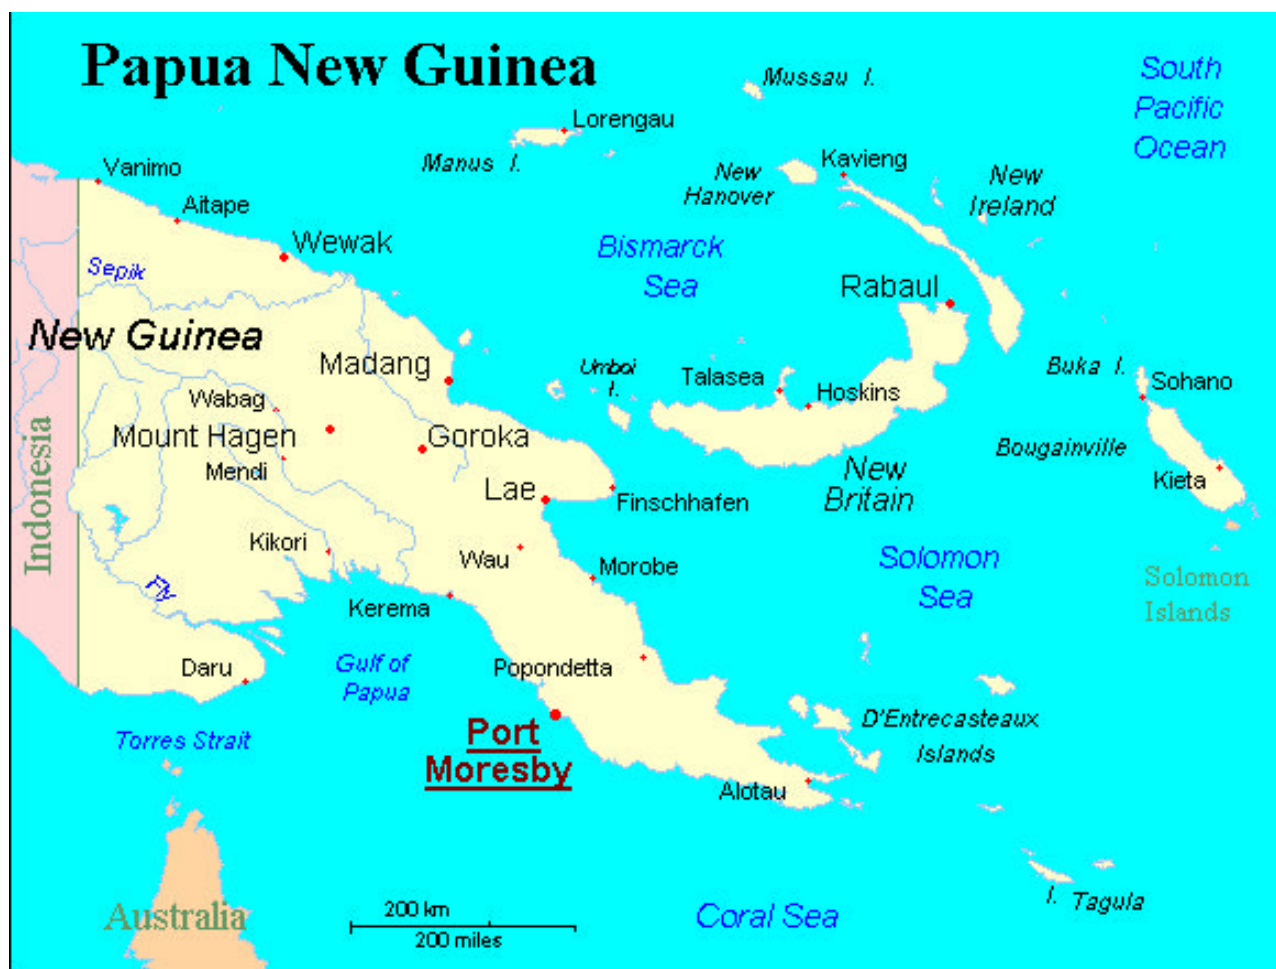 Papua New Guinea
South
Pacific
Ocean
Mussau I.
Lorengau
Manus I.
Vanimo
Aitape
Wewak
Sepik
New
Hanover
Kavieng
New
Ireland
Bismarck
Sea
Rabaul
New Guinea
Madang
Umboi
I.
Talasea
Hoskins
Buka I.
Sohano
Wabag
Mount Hagen
Goroka
Mendi
Bougainville
Kieta
New
Britain
Lae
Finschhafen
Indonesia
Kikori
Wau
Morobe
Solomon
Sea
Solomon
Islands
Fly
Kerema
Daru
Gulf of
Papua
Popondetta
Port
Moresby
D'Entrecasteaux
Islands
Torres Strait
Alotau
I. Tagula
Australia
200 km
200 miles
Coral Sea